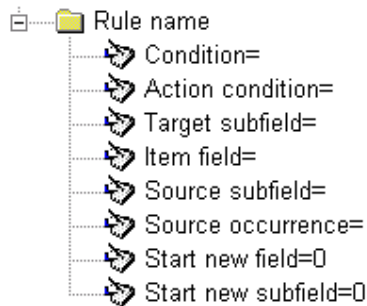 Rule name
Condition=
Action condition=
Target subfield=
Item field=
Source subfield=
Source occurrence=
Start new field=0
Start new subfield=0